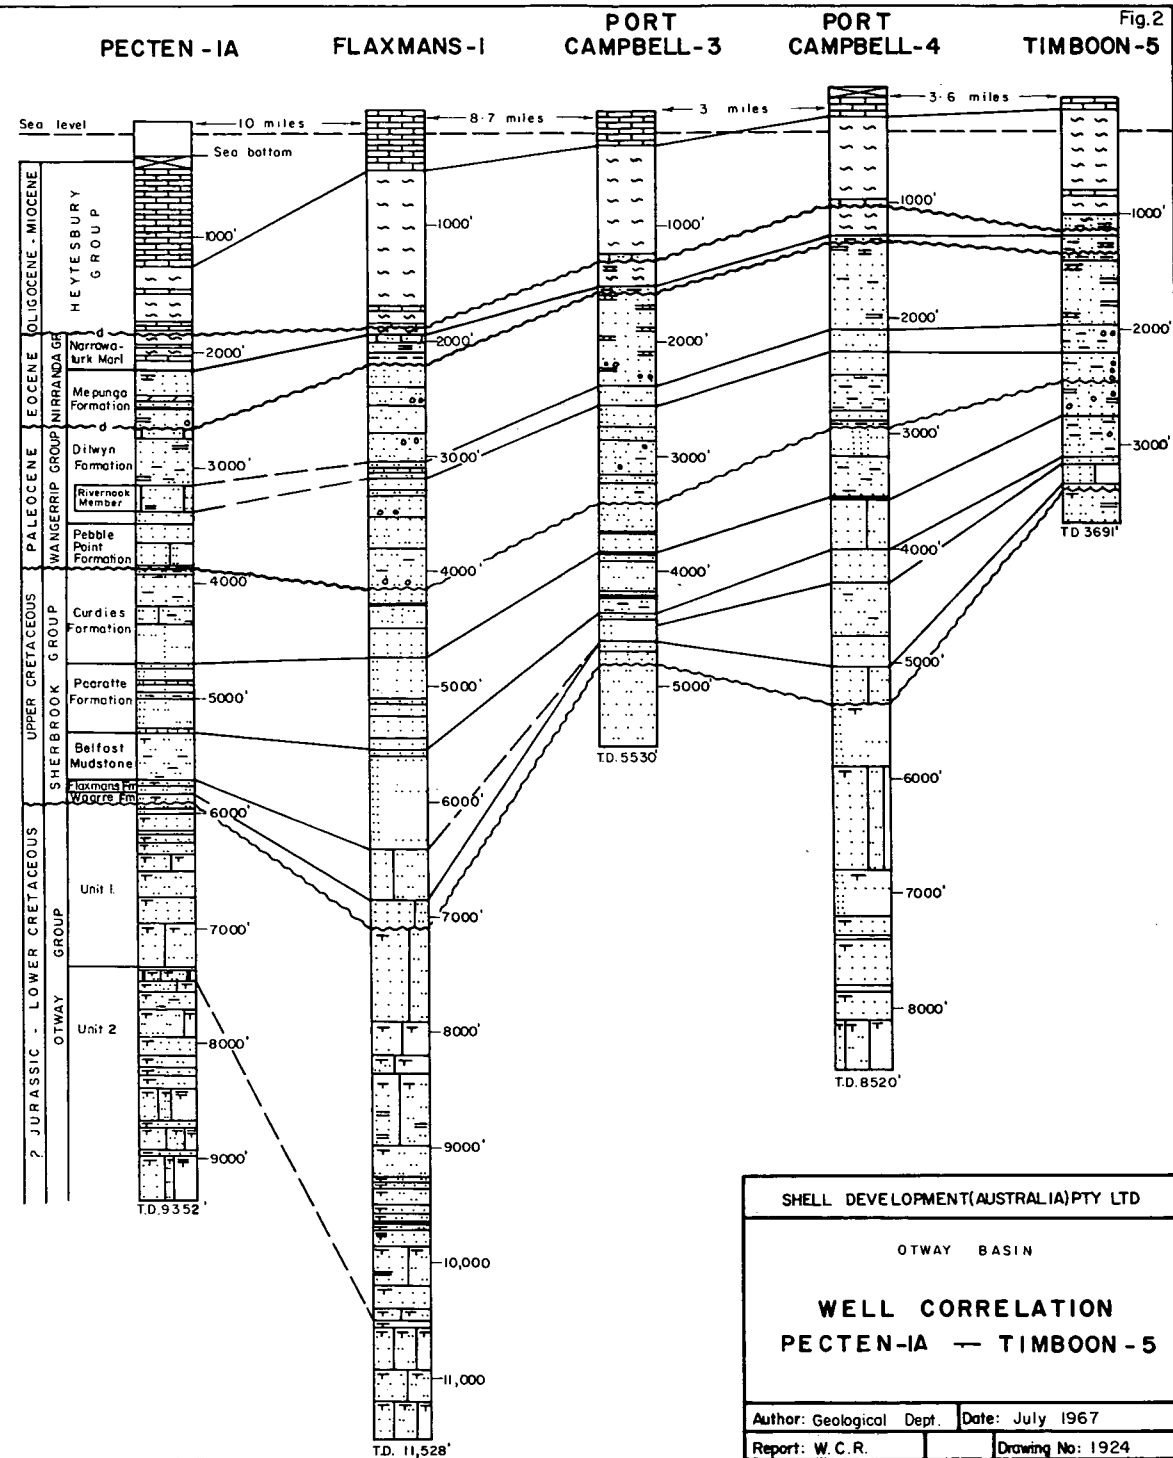 Fig.2
PECTEN-IA
FLAXMANS-I
PORT
CAMPBELL-3
PORT
CAMPBELL-4
TIMBOON-5
Sea level
10 miles
8·7 miles
3 miles
3·6 miles
Sea bottom
OLIGOCENE - MIOCENE
HEYTESBURY
GROUP
EOCENE
NIRRANDA GP
Narrawa-
turk Marl
Mepunga
Formation
d
d
PALEOCENE
WANGERRIP GROUP
Dilwyn
Formation
Rivernook
Member
Pebble
Point
Formation
UPPER CRETACEOUS
SHERBROOK GROUP
Curdies
Formation
Paaratte
Formation
Belfast
Mudstone
Flaxmans Fm
Waarre Fm
? JURASSIC - LOWER CRETACEOUS
OTWAY GROUP
Unit 1
Unit 2
1000'
2000'
3000'
4000'
5000'
6000'
7000'
8000'
9000'
T.D. 9352'
1000'
2000'
3000'
4000'
5000'
6000'
7000'
8000'
9000'
10,000
11,000
T.D. 11,528'
1000'
2000'
3000'
4000'
5000'
T.D. 5530'
1000'
2000'
3000'
4000'
5000'
6000'
7000'
8000'
T.D. 8520'
1000'
2000'
3000'
T.D 3691'
SHELL DEVELOPMENT(AUSTRALIA)PTY LTD
OTWAY BASIN
WELL CORRELATION
PECTEN-IA — TIMBOON-5
Author: Geological Dept. Date: July 1967
Report: W.C.R. Drawing No: 1924